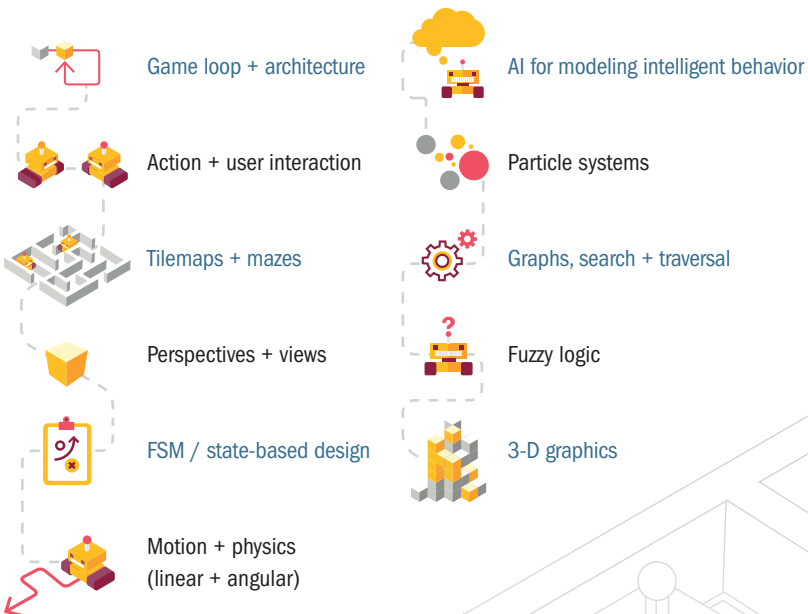 Game loop + architecture
Action + user interaction
Tilemaps + mazes
Perspectives + views
FSM / state-based design
Motion + physics
(linear + angular)
AI for modeling intelligent behavior
Particle systems
Graphs, search + traversal
?
Fuzzy logic
3-D graphics